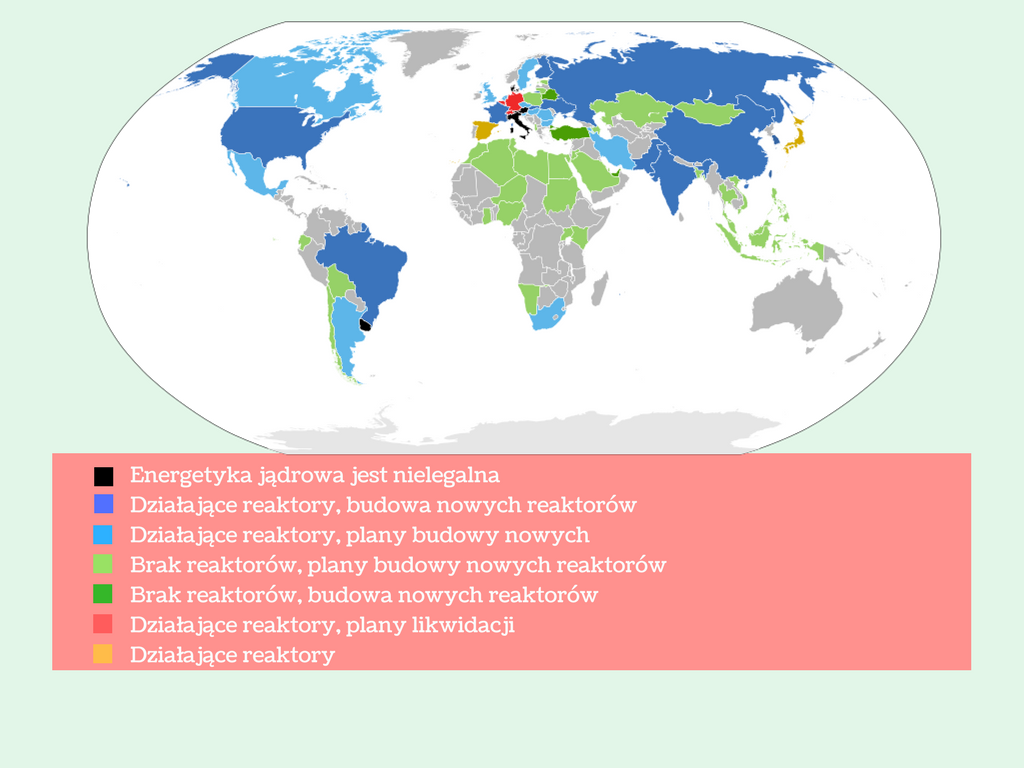 Energetyka jądrowa jest nielegalna
Działające reaktory, budowa nowych reaktorów
Działające reaktory, plany budowy nowych
Brak reaktorów, plany budowy nowych reaktorów
Brak reaktorów, budowa nowych reaktorów
Działające reaktory, plany likwidacji
Działające reaktory